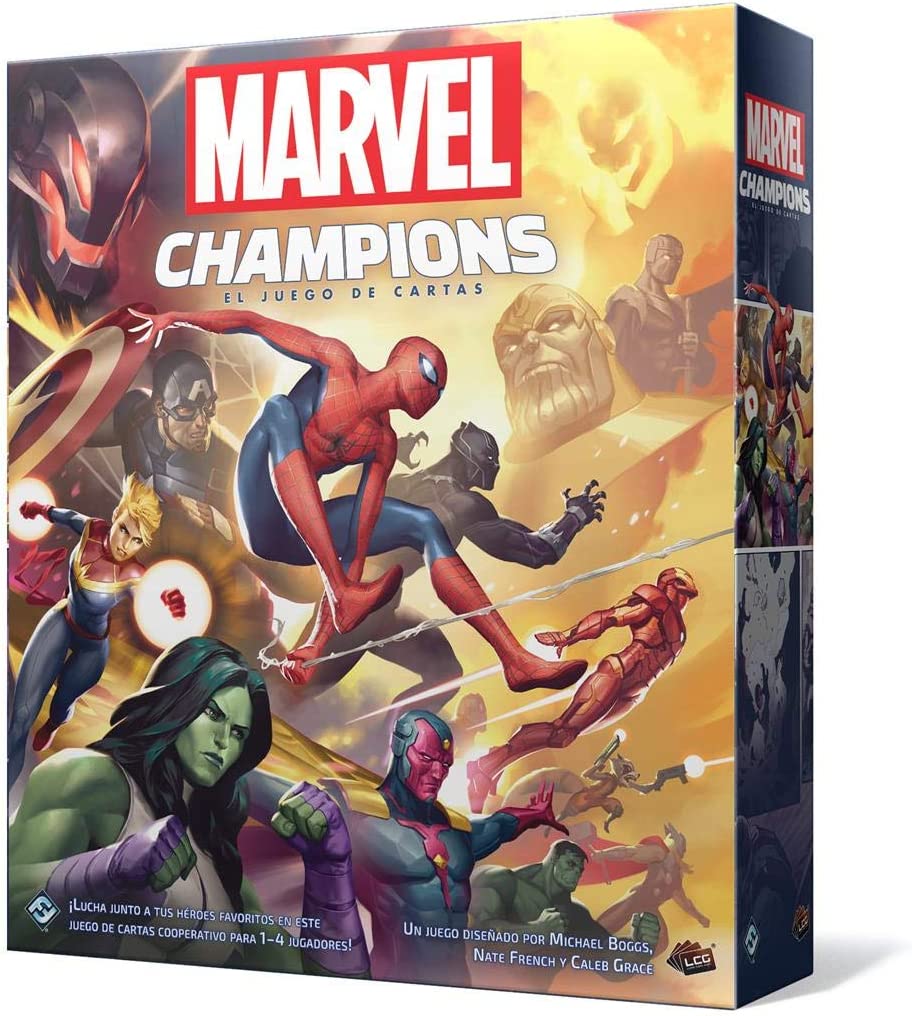 MARVEL
CHAMPIONS
EL JUEGO DE CARTAS
¡LUCHA JUNTO A TUS HÉROES FAVORITOS EN ESTE
JUEGO DE CARTAS COOPERATIVO PARA 1-4 JUGADORES!
UN JUEGO DISEÑADO POR MICHAEL BOGGS,
NATE FRENCH Y CALEB GRACE
LCG
MARVEL
CHAMPIONS
EL JUEGO DE CARTAS
LCG